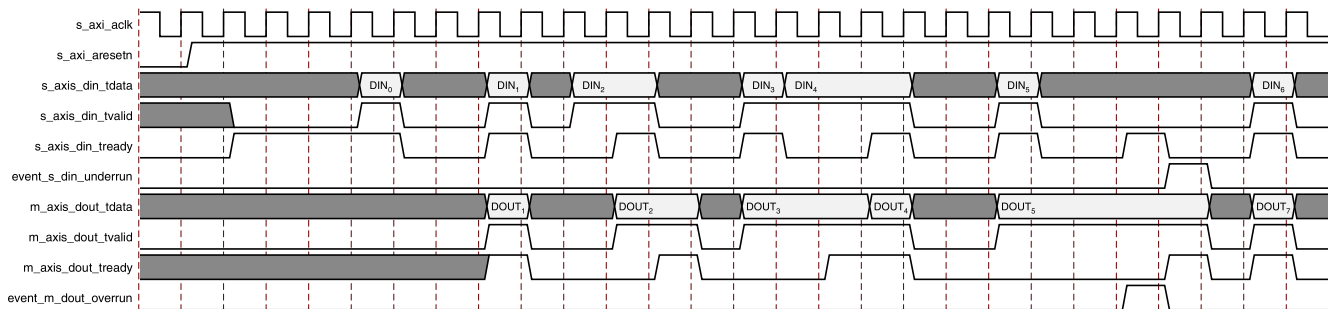 s_axi_aclk
s_axi_aresetn
s_axis_din_tdata DIN0 DIN1 DIN2 DIN3 DIN4 DIN5 DIN6
s_axis_din_tvalid
s_axis_din_tready
event_s_din_underrun
m_axis_dout_tdata DOUT1 DOUT2 DOUT3 DOUT4 DOUT5 DOUT7
m_axis_dout_tvalid
m_axis_dout_tready
event_m_dout_overrun